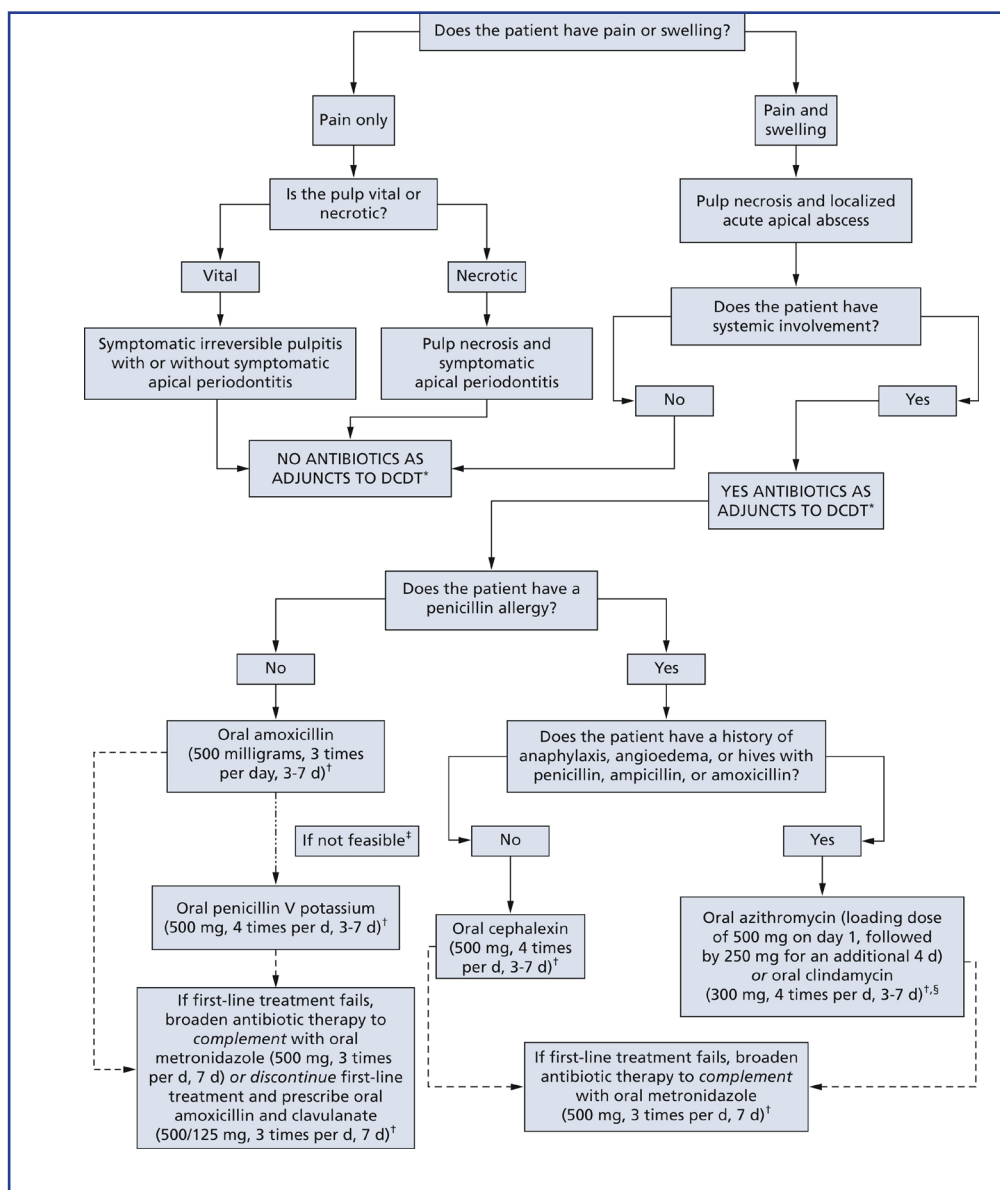 Does the patient have pain or swelling?
Pain only
Pain and
swelling
Is the pulp vital or
necrotic?
Pulp necrosis and localized
acute apical abscess
Vital
Necrotic
Does the patient have
systemic involvement?
Symptomatic irreversible pulpitis
with or without symptomatic
apical periodontitis
Pulp necrosis and
symptomatic
apical periodontitis
No
Yes
NO ANTIBIOTICS AS
ADJUNCTS TO DCDT*
YES ANTIBIOTICS AS
ADJUNCTS TO DCDT*
Does the patient have a
penicillin allergy?
No
Yes
Oral amoxicillin
(500 milligrams, 3 times
per day, 3-7 d)†
Does the patient have a history of
anaphylaxis, angioedema, or hives with
penicillin, ampicillin, or amoxicillin?
If not feasible‡
No
Yes
Oral penicillin V potassium
(500 mg, 4 times per d, 3-7 d)†
Oral cephalexin
(500 mg, 4 times
per d, 3-7 d)†
Oral azithromycin (loading dose
of 500 mg on day 1, followed
by 250 mg for an additional 4 d)
or oral clindamycin
(300 mg, 4 times per d, 3-7 d)†,§
If first-line treatment fails,
broaden antibiotic therapy to
complement with oral
metronidazole (500 mg, 3 times
per d, 7 d) or discontinue first-line
treatment and prescribe oral
amoxicillin and clavulanate
(500/125 mg, 3 times per d, 7 d)†
If first-line treatment fails, broaden
antibiotic therapy to complement
with oral metronidazole
(500 mg, 3 times per d, 7 d)†